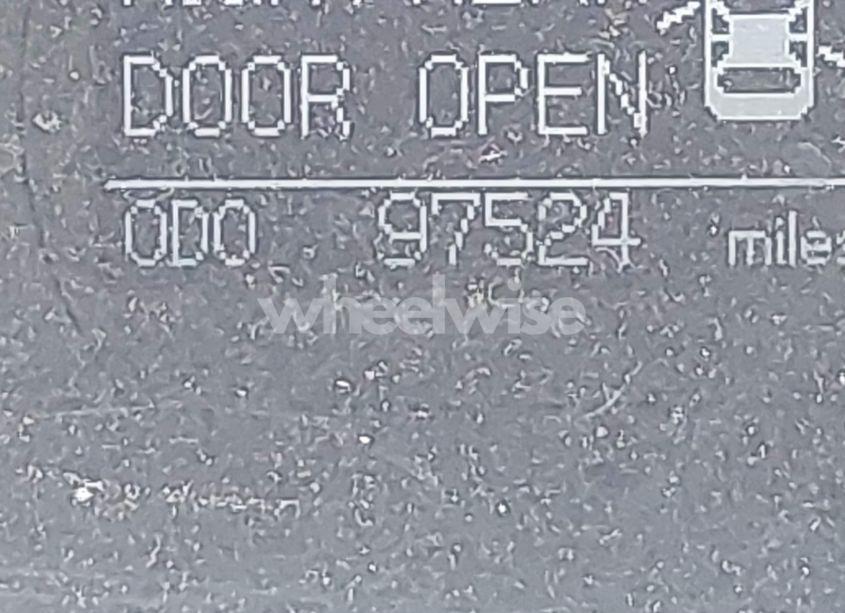 DOOR OPEN
ODO 97524 miles
wheelwise